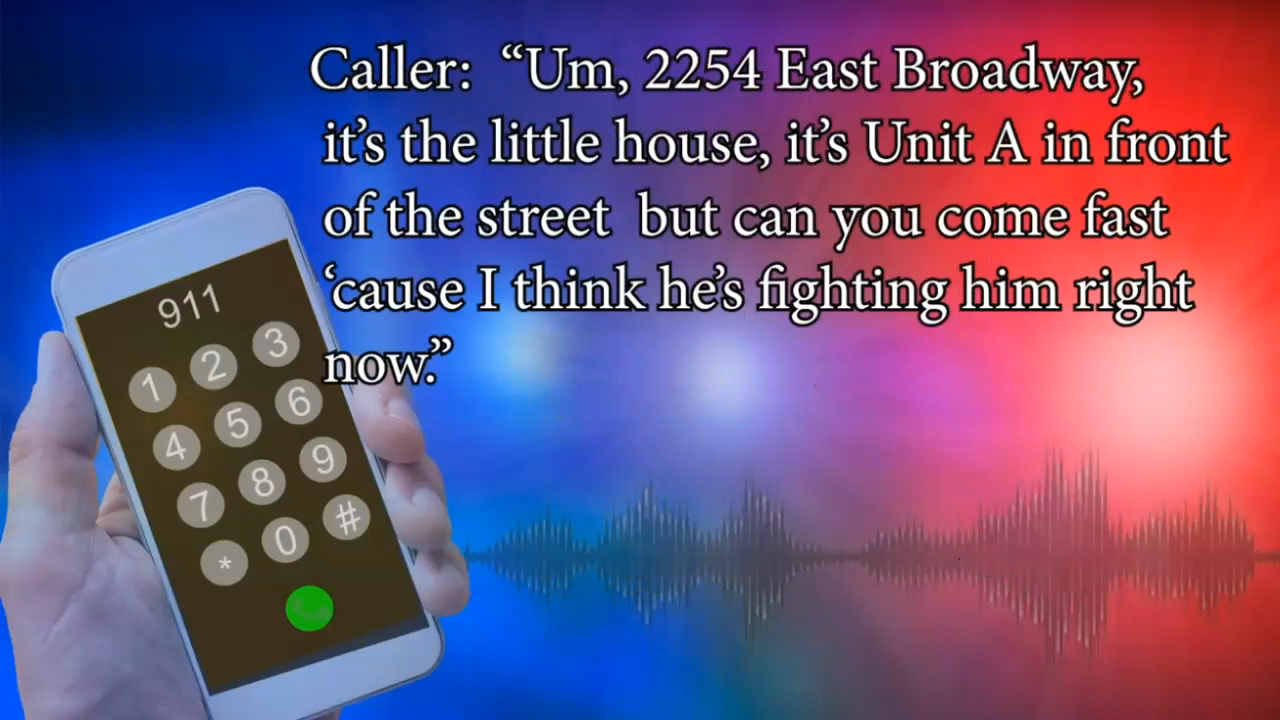 Caller:  “Um, 2254 East Broadway,
it’s the little house, it’s Unit A in front
of the street  but can you come fast
‘cause I think he’s fighting him right
now.”
911
1 2 3
4 5 6
7 8 9
* 0 #